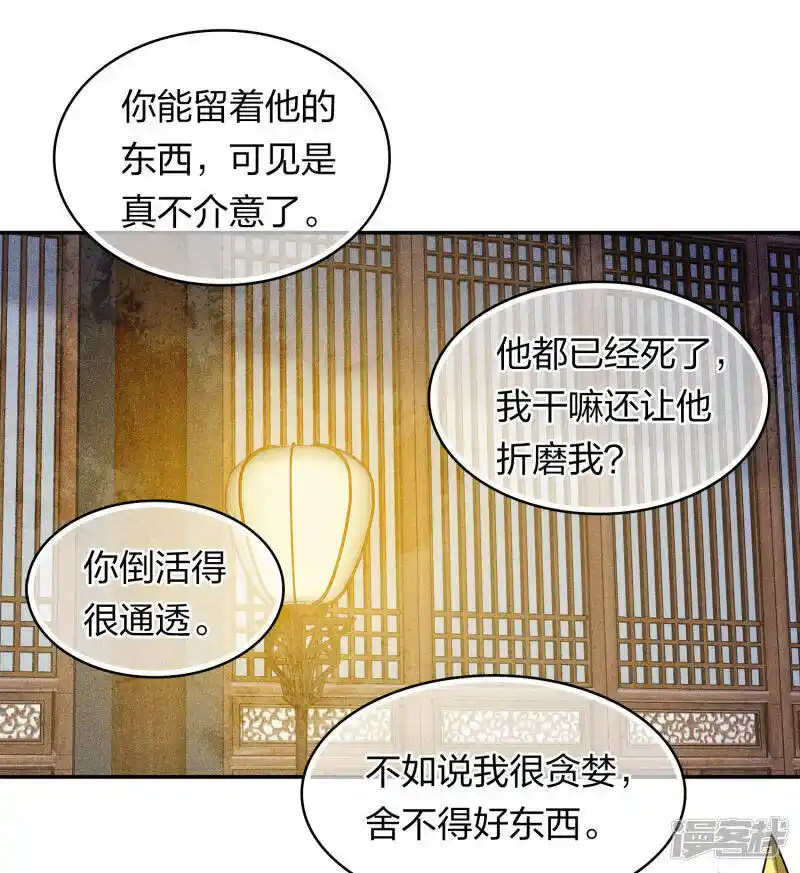 你能留着他的
东西，可见是
真不介意了。
他都已经死了，
我干嘛还让他
折磨我？
你倒活得
很通透。
不如说我很贪婪，
舍不得好东西。
漫客栈